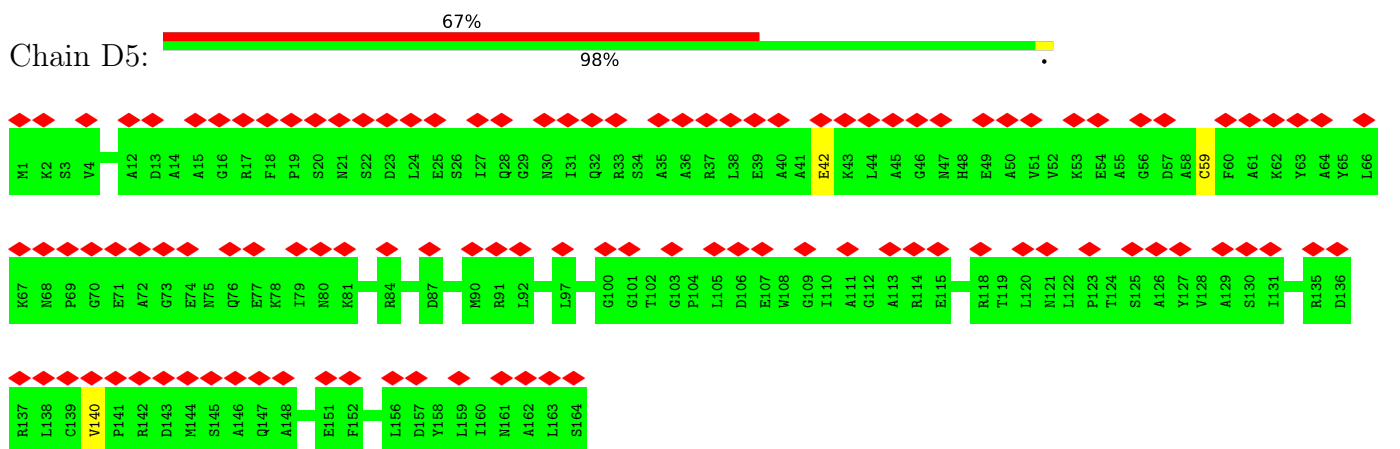 67%
Chain D5:
98%
•
M1 K2 S3 V4 A12 D13 A14 A15 G16 R17 F18 P19 S20 N21 S22 D23 L24 E25 S26 I27 Q28 G29 N30 I31 Q32 R33 S34 A35 A36 R37 L38 E39 A40 A41 E42 K43 L44 A45 G46 N47 H48 E49 A50 V51 V52 K53 E54 A55 G56 D57 A58 C59 F60 A61 K62 Y63 A64 Y65 L66
K67 N68 P69 G70 E71 A72 G73 E74 N75 Q76 E77 K78 I79 N80 K81 R84 D87 M90 R91 L92 L97 G100 G101 T102 G103 P104 L105 D106 E107 W108 G109 I110 A111 G112 A113 R114 E115 R118 T119 L120 N121 L122 P123 T124 S125 A126 Y127 V128 A129 S130 I131 R135 D136
R137 L138 C139 V140 P141 R142 D143 M144 S145 A146 Q147 A148 E151 F152 L156 D157 Y158 L159 I160 N161 A162 L163 S164